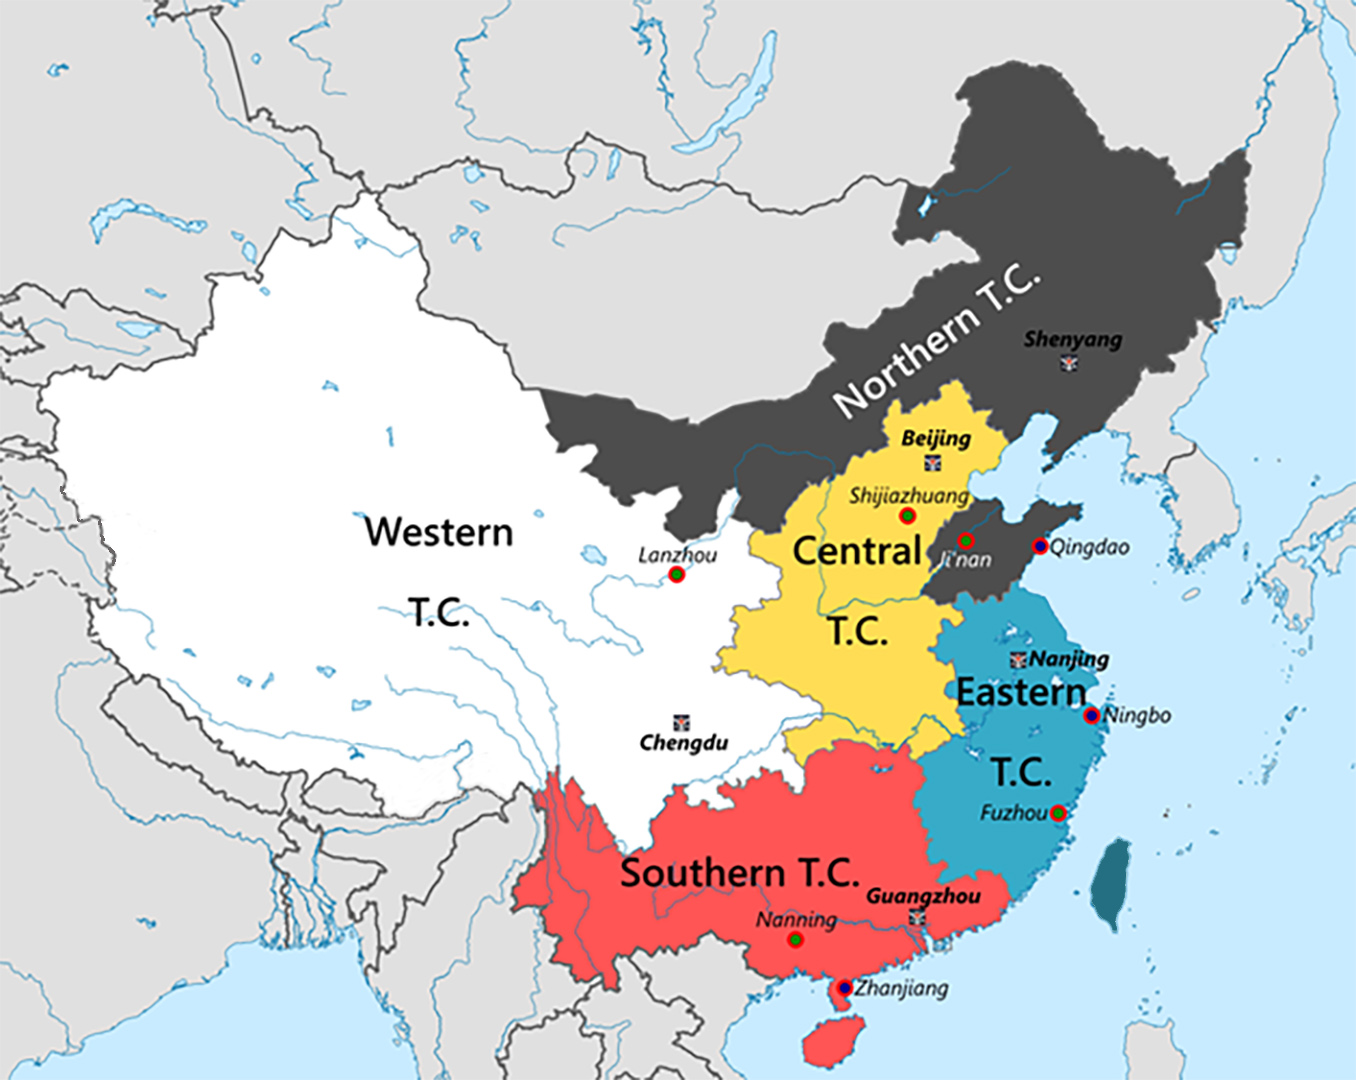 Northern T.C.
Shenyang
Beijing
Shijiazhuang
Western
Central
Lanzhou
Ji'nan
Qingdao
T.C.
T.C.
Nanjing
Eastern
Ningbo
Chengdu
T.C.
Fuzhou
Southern T.C.
Guangzhou
Nanning
Zhanjiang